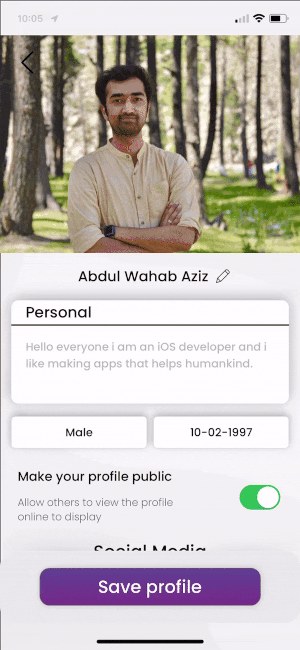 10:05
Abdul Wahab Aziz
Personal
Hello everyone i am an iOS developer and i
like making apps that helps humankind.
Male
10-02-1997
Make your profile public
Allow others to view the profile
online to display
Social Media
Save profile